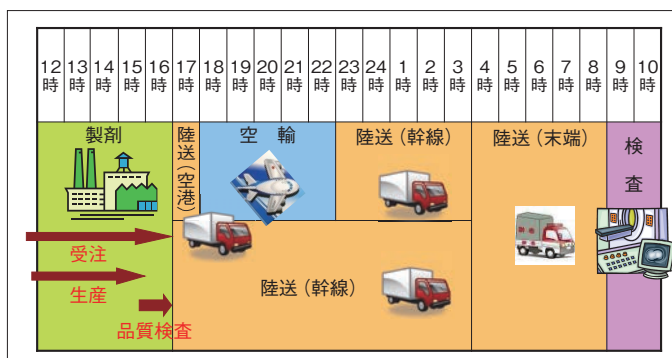 12時 13時 14時 15時 16時 17時 18時 19時 20時 21時 22時 23時 24時 1時 2時 3時 4時 5時 6時 7時 8時 9時 10時
製剤
陸送(空港)
空輸
陸送(幹線)
陸送(末端)
検査
受注
生産
品質検査
陸送(幹線)